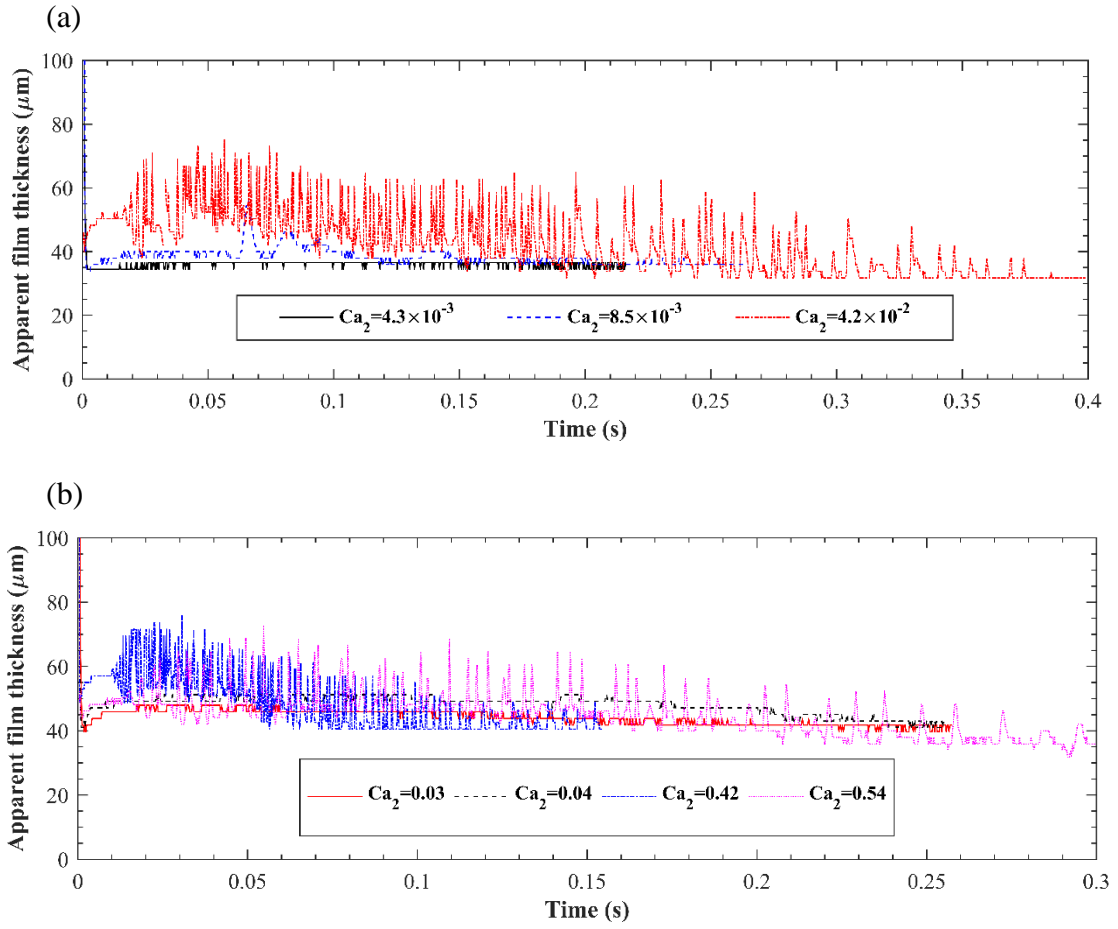 (a)
Apparent film thickness (μm)
100
80
60
40
20
0
Ca2=4.3×10-3 Ca2=8.5×10-3 Ca2=4.2×10-2
0 0.05 0.1 0.15 0.2 0.25 0.3 0.35 0.4
Time (s)
(b)
Apparent film thickness (μm)
100
80
60
40
20
0
Ca2=0.03 Ca2=0.04 Ca2=0.42 Ca2=0.54
0 0.05 0.1 0.15 0.2 0.25 0.3
Time (s)